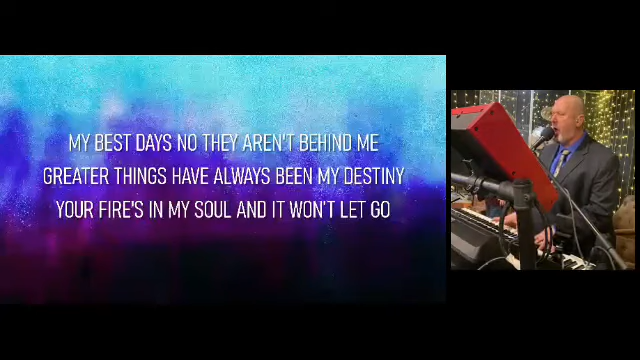 MY BEST DAYS NO THEY AREN'T BEHIND ME
GREATER THINGS HAVE ALWAYS BEEN MY DESTINY
YOUR FIRE'S IN MY SOUL AND IT WON'T LET GO